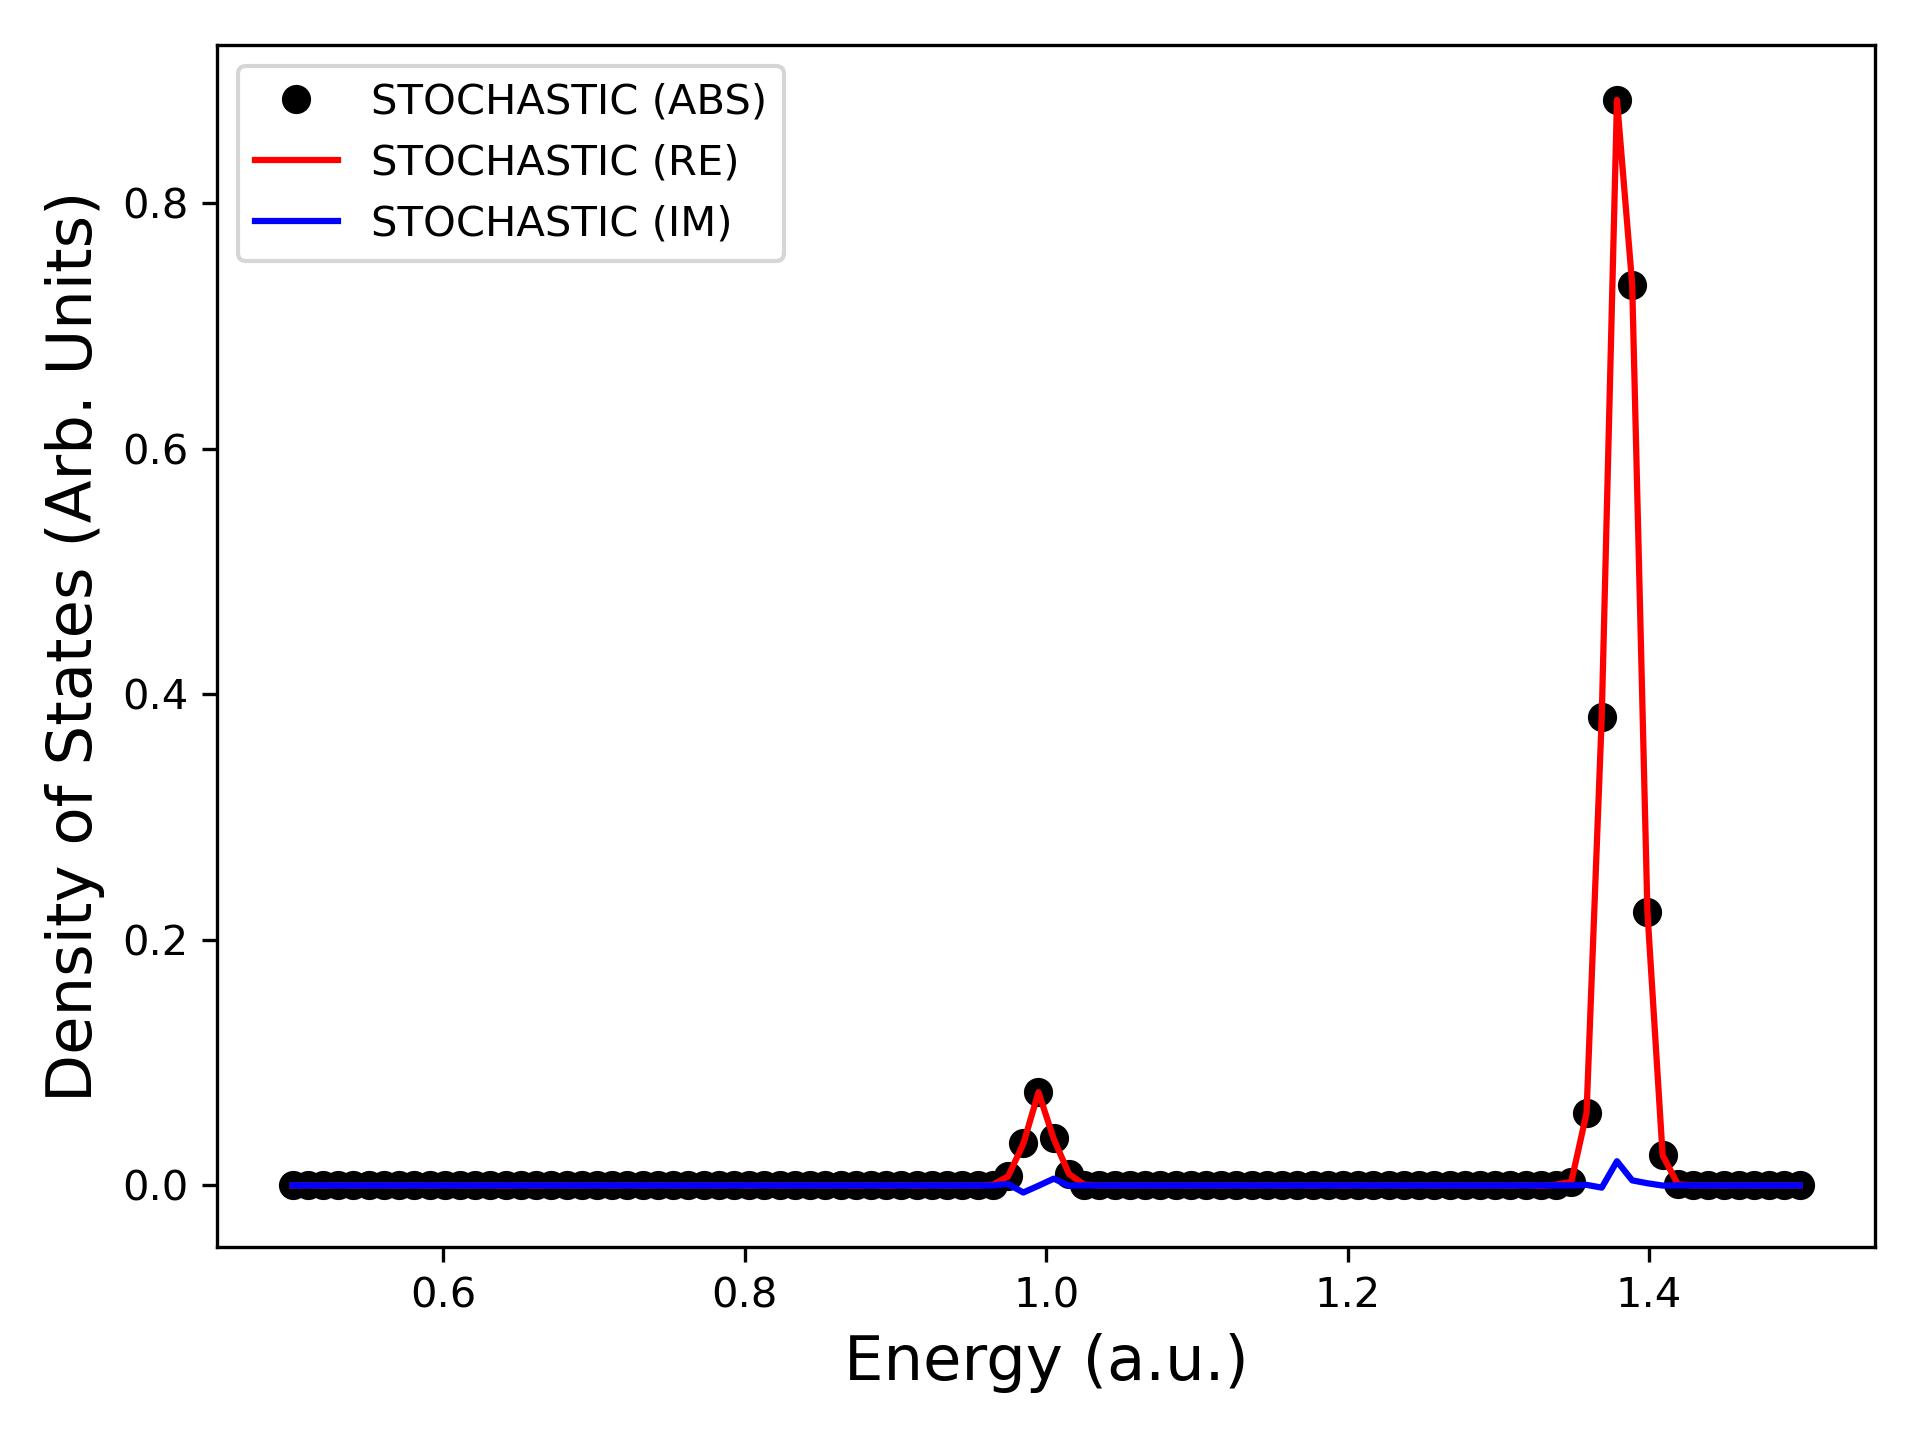 STOCHASTIC (ABS)
STOCHASTIC (RE)
STOCHASTIC (IM)
Density of States (Arb. Units)
0.8
0.6
0.4
0.2
0.0
0.6 0.8 1.0 1.2 1.4
Energy (a.u.)